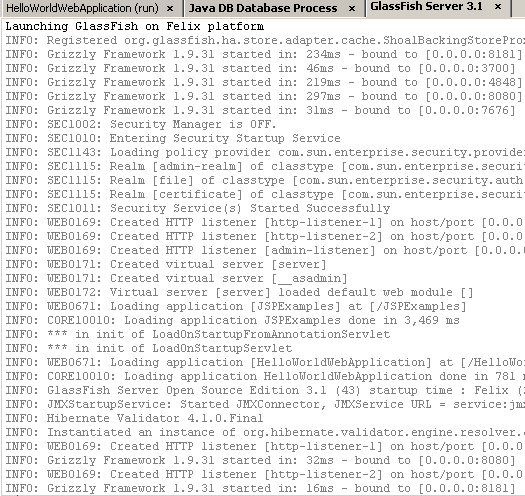 HelloWorldWebApplication (run) × Java DB Database Process × GlassFish Server 3.1 ×
Launching GlassFish on Felix platform
INFO: Registered org.glassfish.ha.store.adapter.cache.ShoalBackingStorePro
INFO: Grizzly Framework 1.9.31 started in: 234ms - bound to [0.0.0.0:8181]
INFO: Grizzly Framework 1.9.31 started in: 46ms - bound to [0.0.0.0:3700]
INFO: Grizzly Framework 1.9.31 started in: 219ms - bound to [0.0.0.0:4848]
INFO: Grizzly Framework 1.9.31 started in: 297ms - bound to [0.0.0.0:8080]
INFO: Grizzly Framework 1.9.31 started in: 31ms - bound to [0.0.0.0:7676]
INFO: SEC1002: Security Manager is OFF.
INFO: SEC1010: Entering Security Startup Service
INFO: SEC1143: Loading policy provider com.sun.enterprise.security.provider
INFO: SEC1115: Realm [admin-realm] of classtype [com.sun.enterprise.securit
INFO: SEC1115: Realm [file] of classtype [com.sun.enterprise.security.auth
INFO: SEC1115: Realm [certificate] of classtype [com.sun.enterprise.securit
INFO: SEC1011: Security Service(s) Started Successfully
INFO: WEB0169: Created HTTP listener [http-listener-1] on host/port [0.0.0
INFO: WEB0169: Created HTTP listener [http-listener-2] on host/port [0.0.0
INFO: WEB0169: Created HTTP listener [admin-listener] on host/port [0.0.0.
INFO: WEB0171: Created virtual server [server]
INFO: WEB0171: Created virtual server [__asadmin]
INFO: WEB0172: Virtual server [server] loaded default web module []
INFO: WEB0671: Loading application [JSPExamples] at [/JSPExamples]
INFO: CORE10010: Loading application JSPExamples done in 3,469 ms
INFO: *** in init of LoadOnStartupFromAnnotationServlet
INFO: *** in init of LoadOnStartupServlet
INFO: WEB0671: Loading application [HelloWorldWebApplication] at [/HelloWo
INFO: CORE10010: Loading application HelloWorldWebApplication done in 781 m
INFO: GlassFish Server Open Source Edition 3.1 (43) startup time : Felix (2
INFO: JMXStartupService: Started JMXConnector, JMXService URL = service:jmx
INFO: Hibernate Validator 4.1.0.Final
INFO: Instantiated an instance of org.hibernate.validator.engine.resolver.
INFO: WEB0169: Created HTTP listener [http-listener-1] on host/port [0.0.0
INFO: Grizzly Framework 1.9.31 started in: 32ms - bound to [0.0.0.0:8080]
INFO: WEB0169: Created HTTP listener [http-listener-2] on host/port [0.0.0
INFO: Grizzly Framework 1.9.31 started in: 16ms - bound to [0.0.0.0:8181]